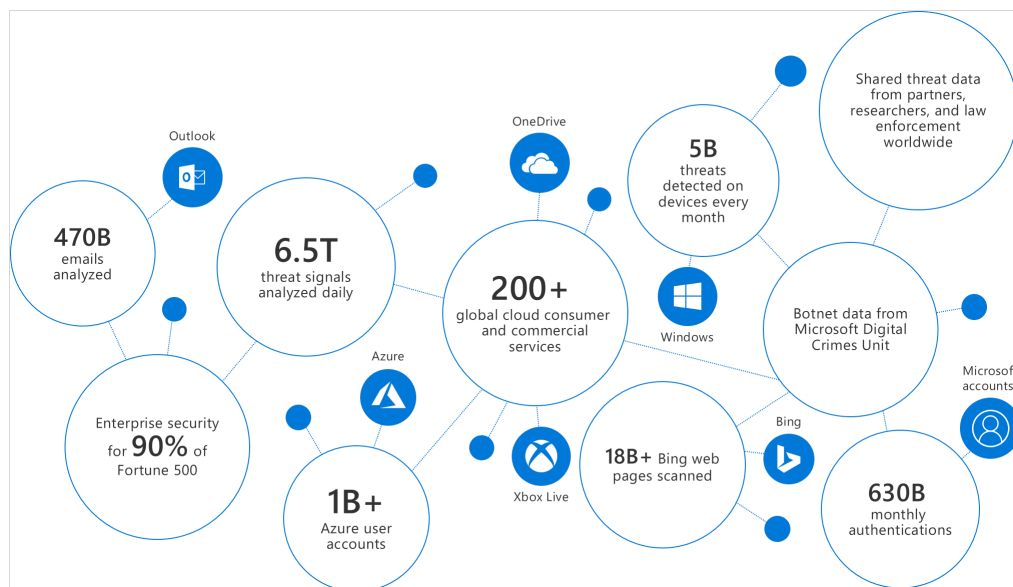 Outlook
470B
emails
analyzed
6.5T
threat signals
analyzed daily
OneDrive
200+
global cloud consumer
and commercial
services
5B
threats
detected on
devices every
month
Shared threat data
from partners,
researchers, and law
enforcement
worldwide
Windows
Botnet data from
Microsoft Digital
Crimes Unit
Enterprise security
for 90% of
Fortune 500
Azure
1B+
Azure user
accounts
Xbox Live
18B+ Bing web
pages scanned
Bing
Microsof
accounts
630B
monthly
authentications